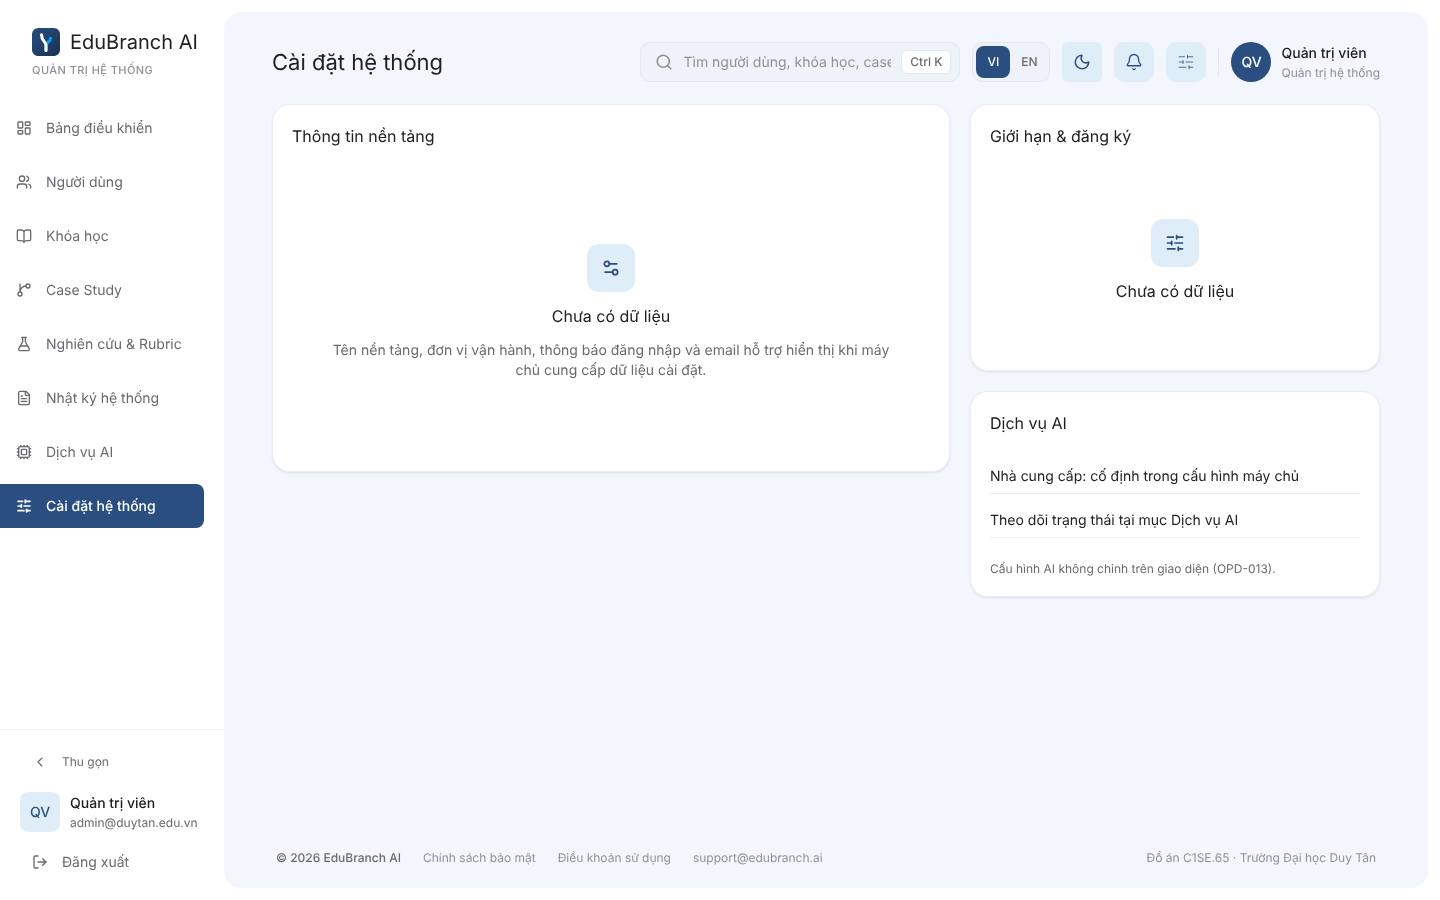 EduBranch AI
QUẢN TRỊ HỆ THỐNG
Bảng điều khiển
Người dùng
Khóa học
Case Study
Nghiên cứu & Rubric
Nhật ký hệ thống
Dịch vụ AI
Cài đặt hệ thống
Thu gọn
QV
Quản trị viên
admin@duytan.edu.vn
Đăng xuất
Cài đặt hệ thống
Tìm người dùng, khóa học, case
Ctrl K
VI
EN
QV
Quản trị viên
Quản trị hệ thống
Thông tin nền tảng
Chưa có dữ liệu
Tên nền tảng, đơn vị vận hành, thông báo đăng nhập và email hỗ trợ hiển thị khi máy
chủ cung cấp dữ liệu cài đặt.
Giới hạn & đăng ký
Chưa có dữ liệu
Dịch vụ AI
Nhà cung cấp: cố định trong cấu hình máy chủ
Theo dõi trạng thái tại mục Dịch vụ AI
Cấu hình AI không chỉnh trên giao diện (OPD-013).
© 2026 EduBranch AI
Chính sách bảo mật
Điều khoản sử dụng
support@edubranch.ai
Đồ án C1SE.65 · Trường Đại học Duy Tân